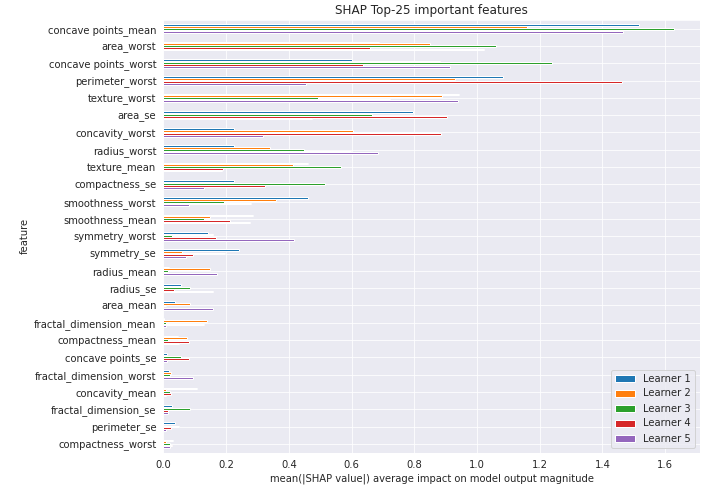 SHAP Top-25 important features
concave points_mean
area_worst
concave points_worst
perimeter_worst
texture_worst
area_se
concavity_worst
radius_worst
texture_mean
compactness_se
smoothness_worst
smoothness_mean
symmetry_worst
symmetry_se
radius_mean
radius_se
area_mean
fractal_dimension_mean
compactness_mean
concave points_se
fractal_dimension_worst
concavity_mean
fractal_dimension_se
perimeter_se
compactness_worst
feature
Learner 1
Learner 2
Learner 3
Learner 4
Learner 5
0.0 0.2 0.4 0.6 0.8 1.0 1.2 1.4 1.6
mean(|SHAP value|) average impact on model output magnitude